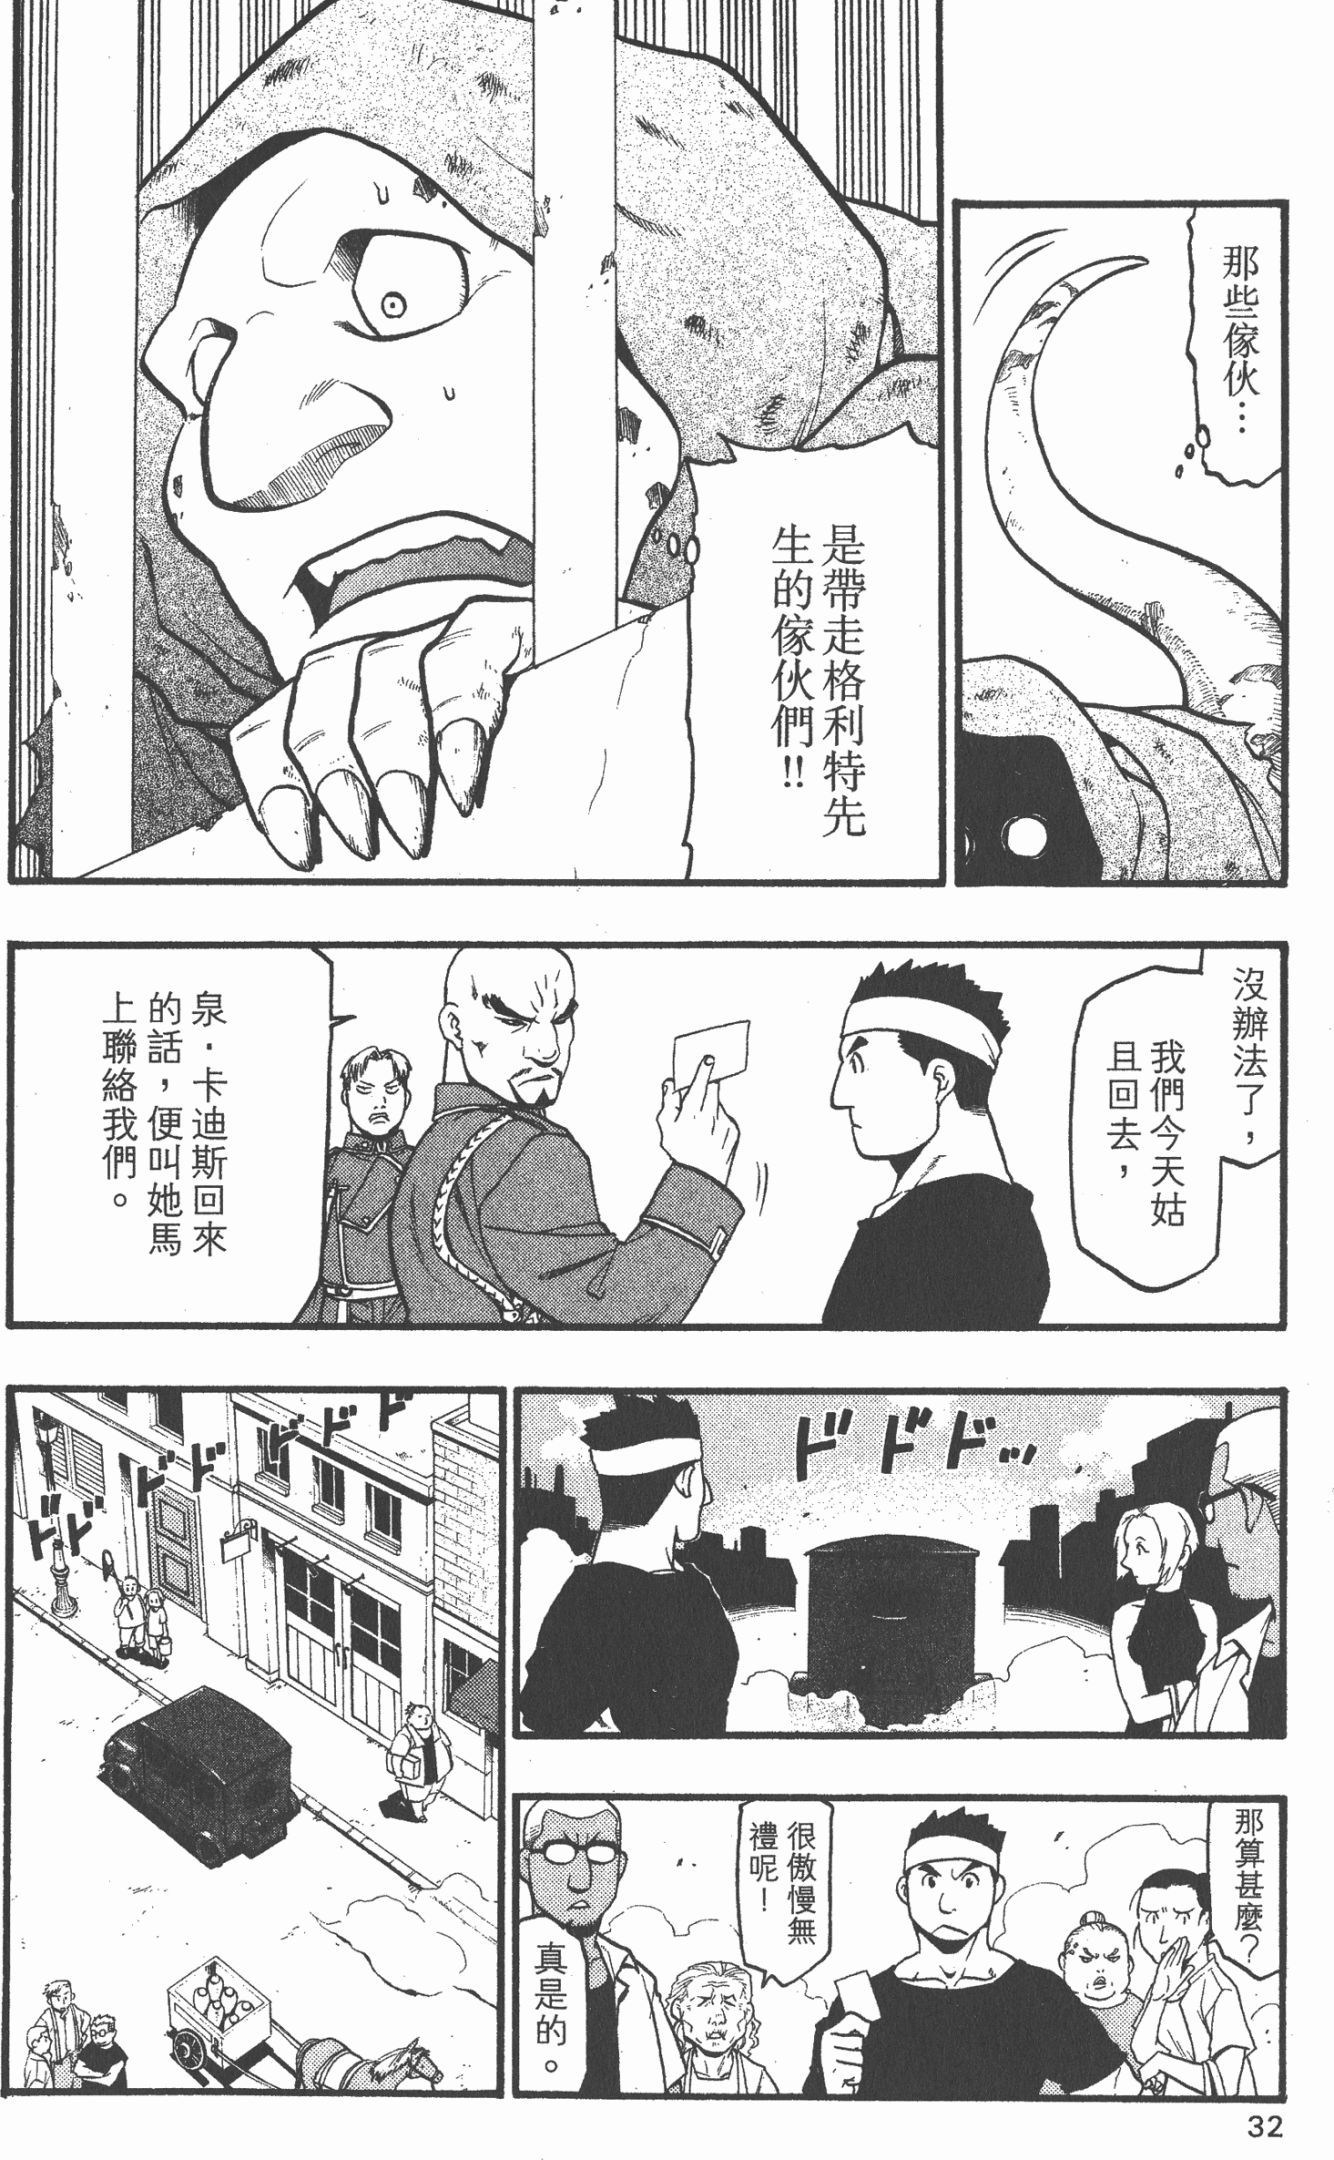 那些傢伙…
是帶走格利特先
生的傢伙們!!
沒辦法了，
我們今天姑
且回去，
泉·卡迪斯回來
的話，便叫她馬
上聯絡我們。
ドドドッ
ドドドドドドド
那算甚麼？
很傲慢無
禮呢！
真是的。
32